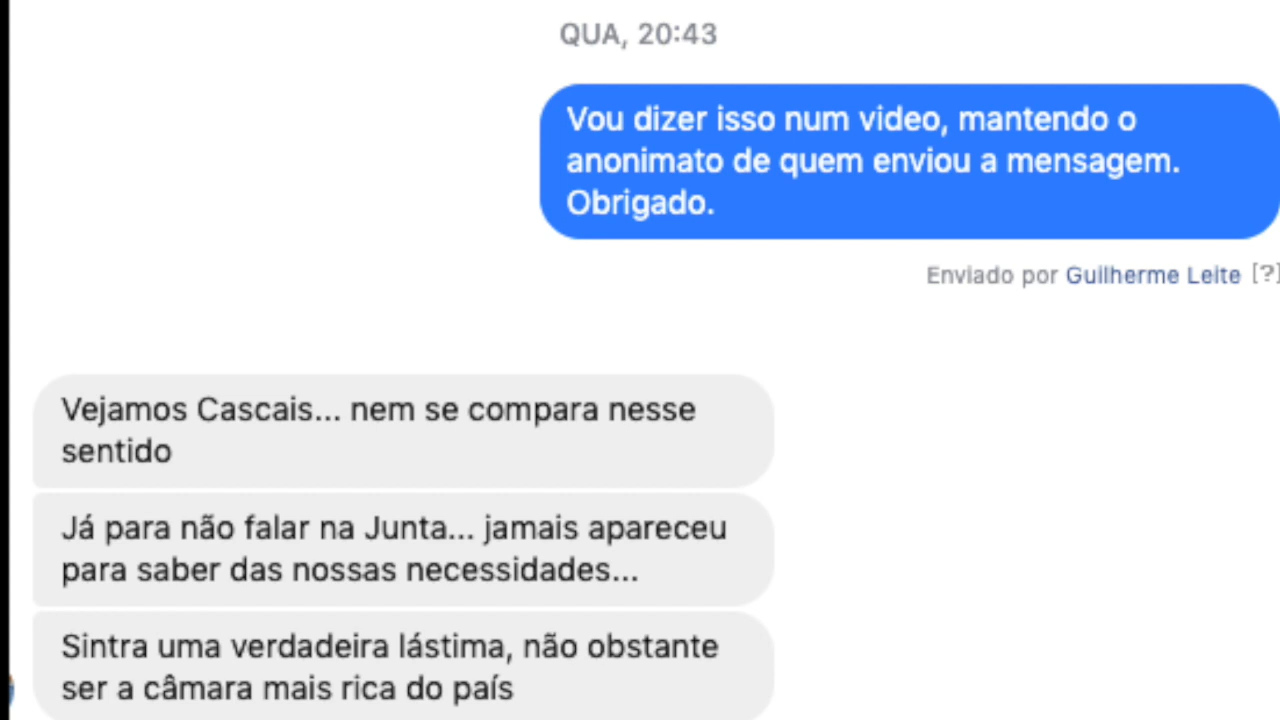 QUA, 20:43
Vou dizer isso num video, mantendo o
anonimato de quem enviou a mensagem.
Obrigado.
Enviado por Guilherme Leite [?]
Vejamos Cascais... nem se compara nesse
sentido
Já para não falar na Junta... jamais apareceu
para saber das nossas necessidades...
Sintra uma verdadeira lástima, não obstante
ser a câmara mais rica do país